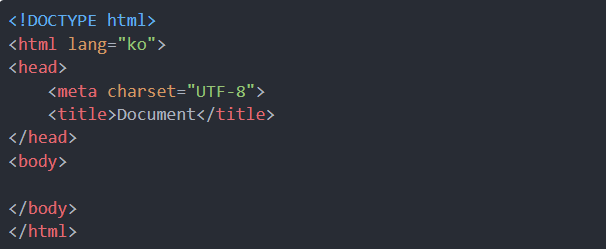 <!DOCTYPE html>
<html lang="ko">
<head>
    <meta charset="UTF-8">
    <title>Document</title>
</head>
<body>

</body>
</html>